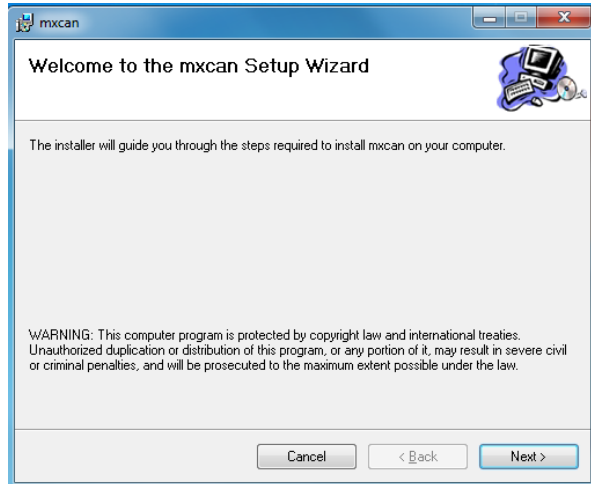 mxcan
Welcome to the mxcan Setup Wizard
The installer will guide you through the steps required to install mxcan on your computer.
WARNING: This computer program is protected by copyright law and international treaties.
Unauthorized duplication or distribution of this program, or any portion of it, may result in severe civil
or criminal penalties, and will be prosecuted to the maximum extent possible under the law.
Cancel < Back Next >